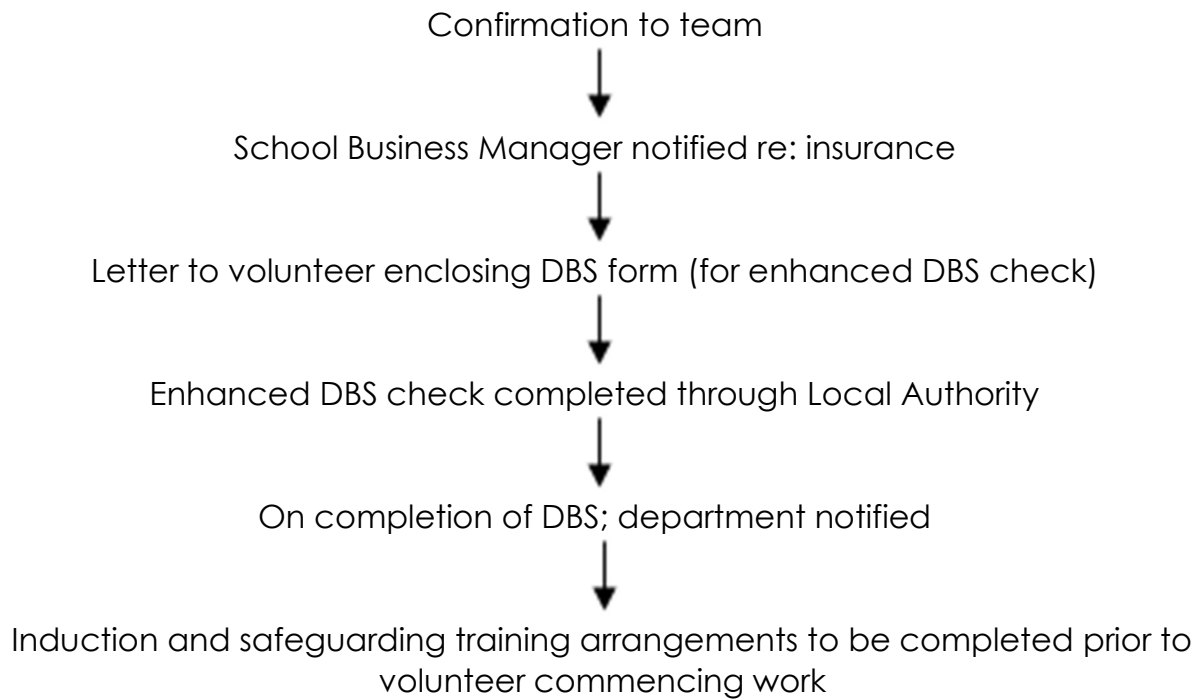 Confirmation to team
School Business Manager notified re: insurance
Letter to volunteer enclosing DBS form (for enhanced DBS check)
Enhanced DBS check completed through Local Authority
On completion of DBS; department notified
Induction and safeguarding training arrangements to be completed prior to
volunteer commencing work